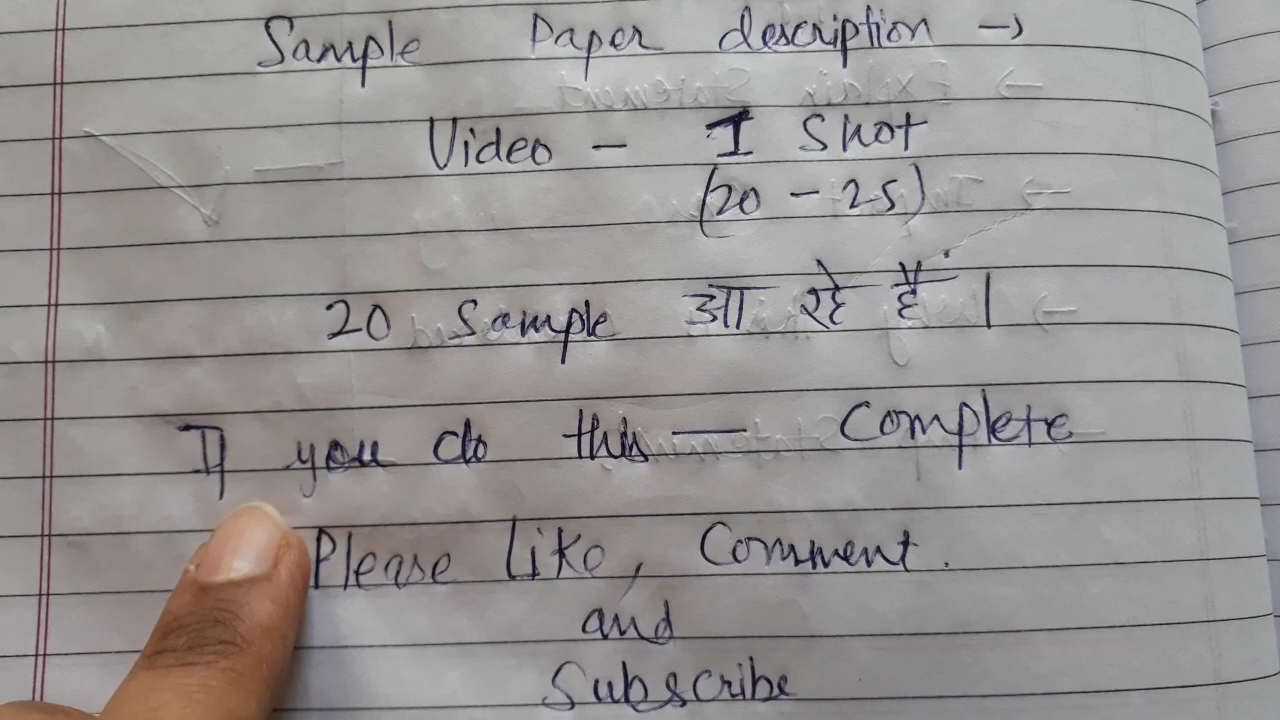 Sample Paper description →
Video - 1 Shot
(20 - 25)
20 Sample आ रहे हैं ।
If you do this — Complete
Please Like, Comment.
and
Subscribe